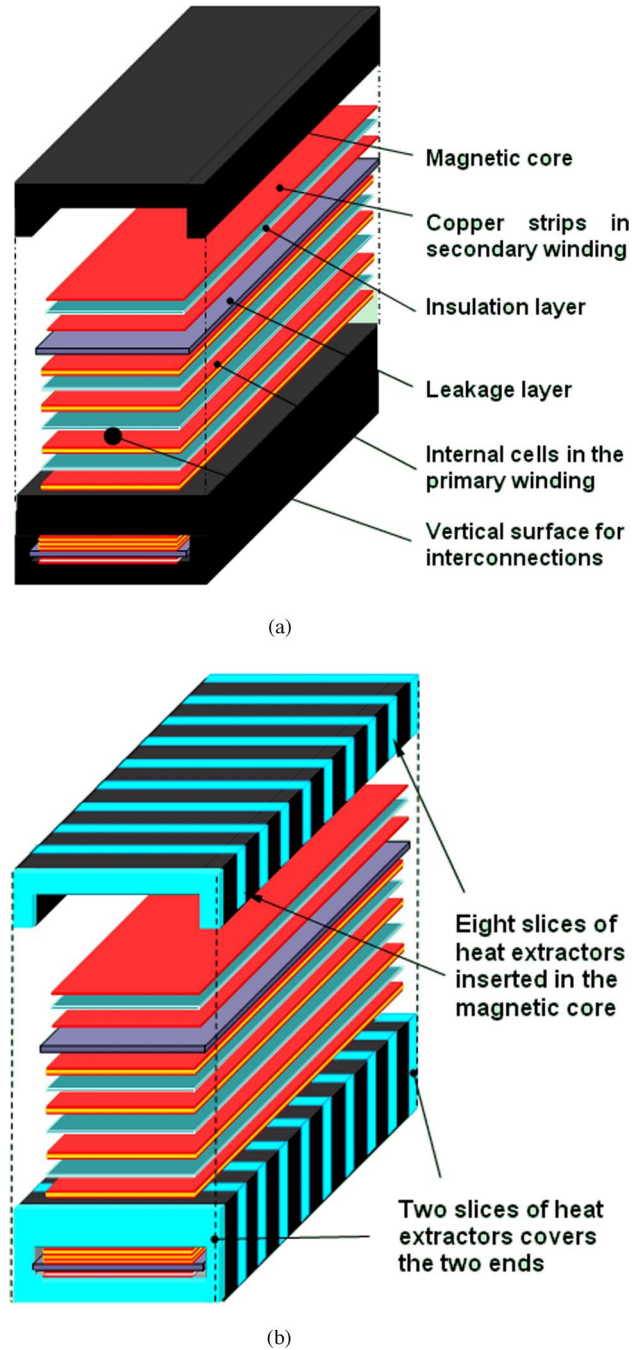 Magnetic core
Copper strips in
secondary winding
Insulation layer
Leakage layer
Internal cells in the
primary winding
Vertical surface for
interconnections
(a)
Eight slices of
heat extractors
inserted in the
magnetic core
Two slices of heat
extractors covers
the two ends
(b)